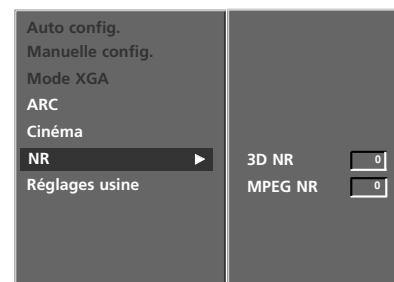 Auto config.
Manuelle config.
Mode XGA
ARC
Cinéma
NR
Réglages usine
3D NR 0
MPEG NR 0